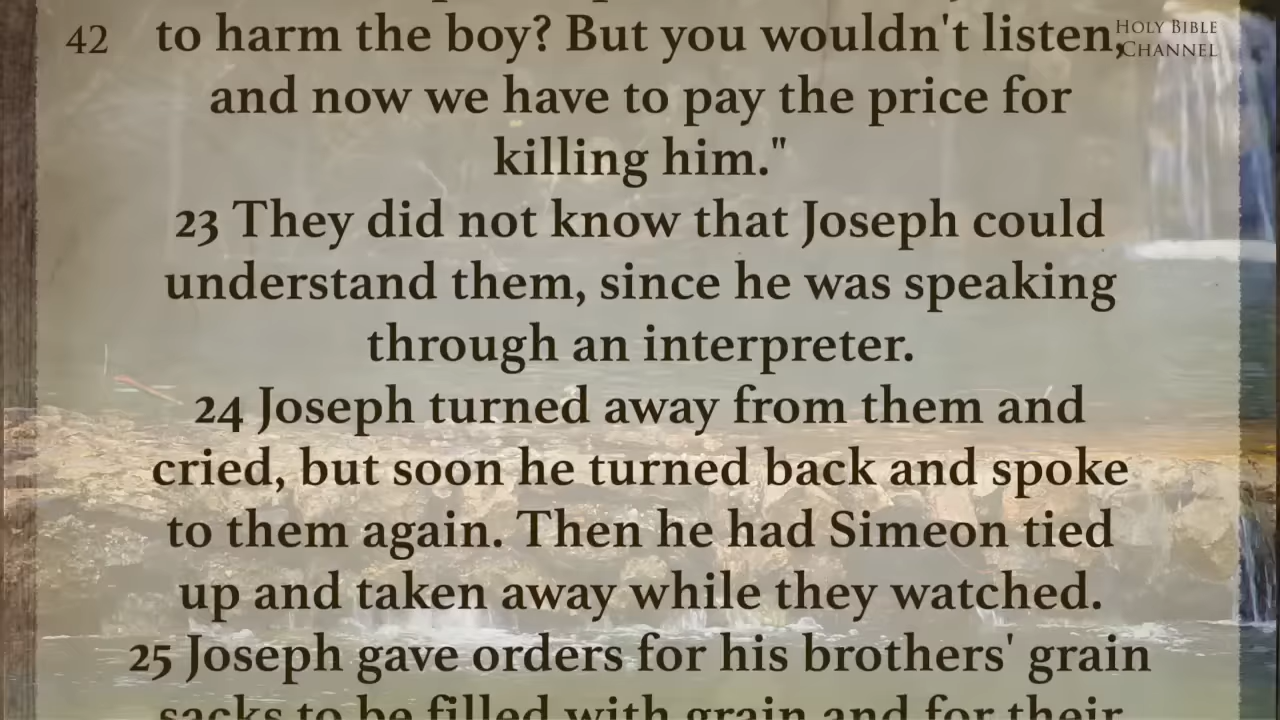 42 to harm the boy? But you wouldn't listen,
HOLY BIBLE
CHANNEL
and now we have to pay the price for
killing him."
23 They did not know that Joseph could
understand them, since he was speaking
through an interpreter.
24 Joseph turned away from them and
cried, but soon he turned back and spoke
to them again. Then he had Simeon tied
up and taken away while they watched.
25 Joseph gave orders for his brothers' grain
sacks to be filled with grain and for their